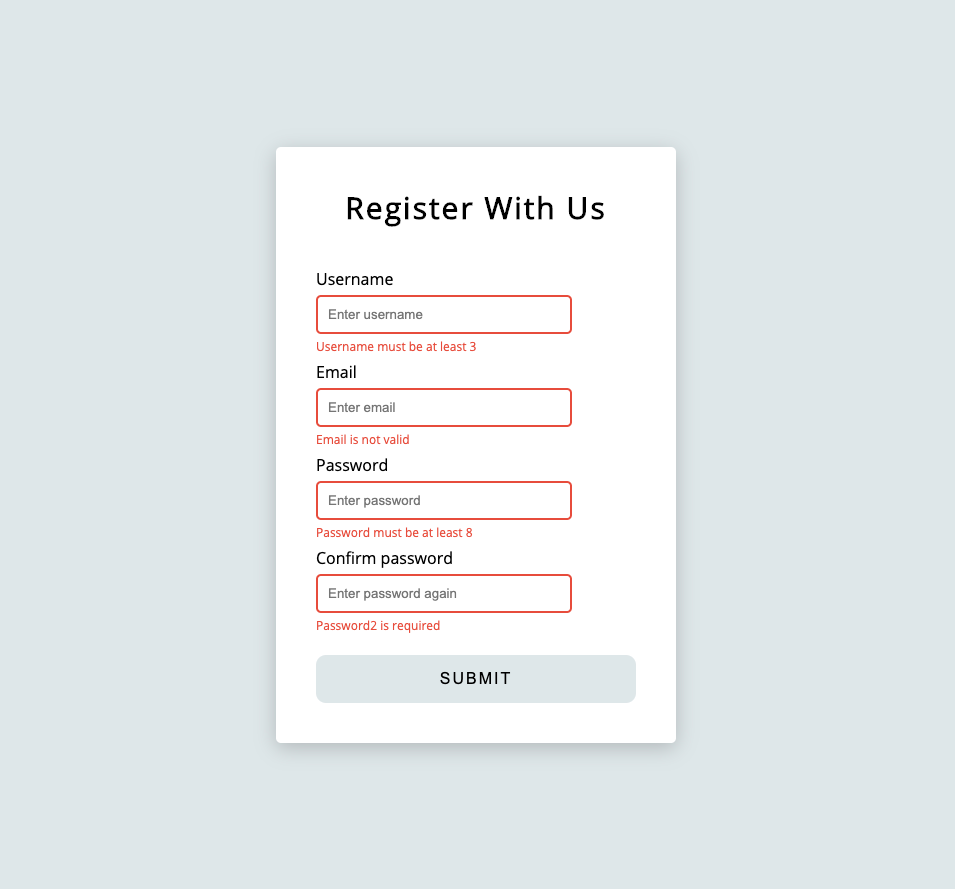 Register With Us
Username
Enter username
Username must be at least 3
Email
Enter email
Email is not valid
Password
Enter password
Password must be at least 8
Confirm password
Enter password again
Password2 is required
SUBMIT